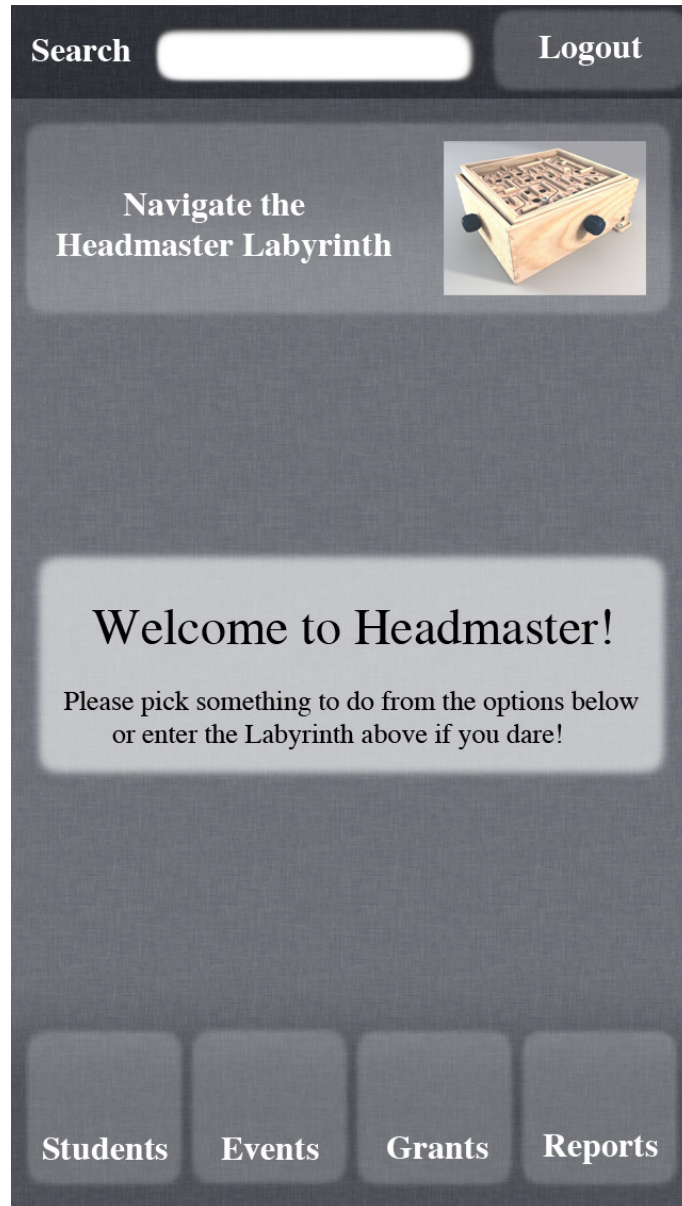 Search
Logout
Navigate the
Headmaster Labyrinth
Welcome to Headmaster!
Please pick something to do from the options below
or enter the Labyrinth above if you dare!
Students
Events
Grants
Reports